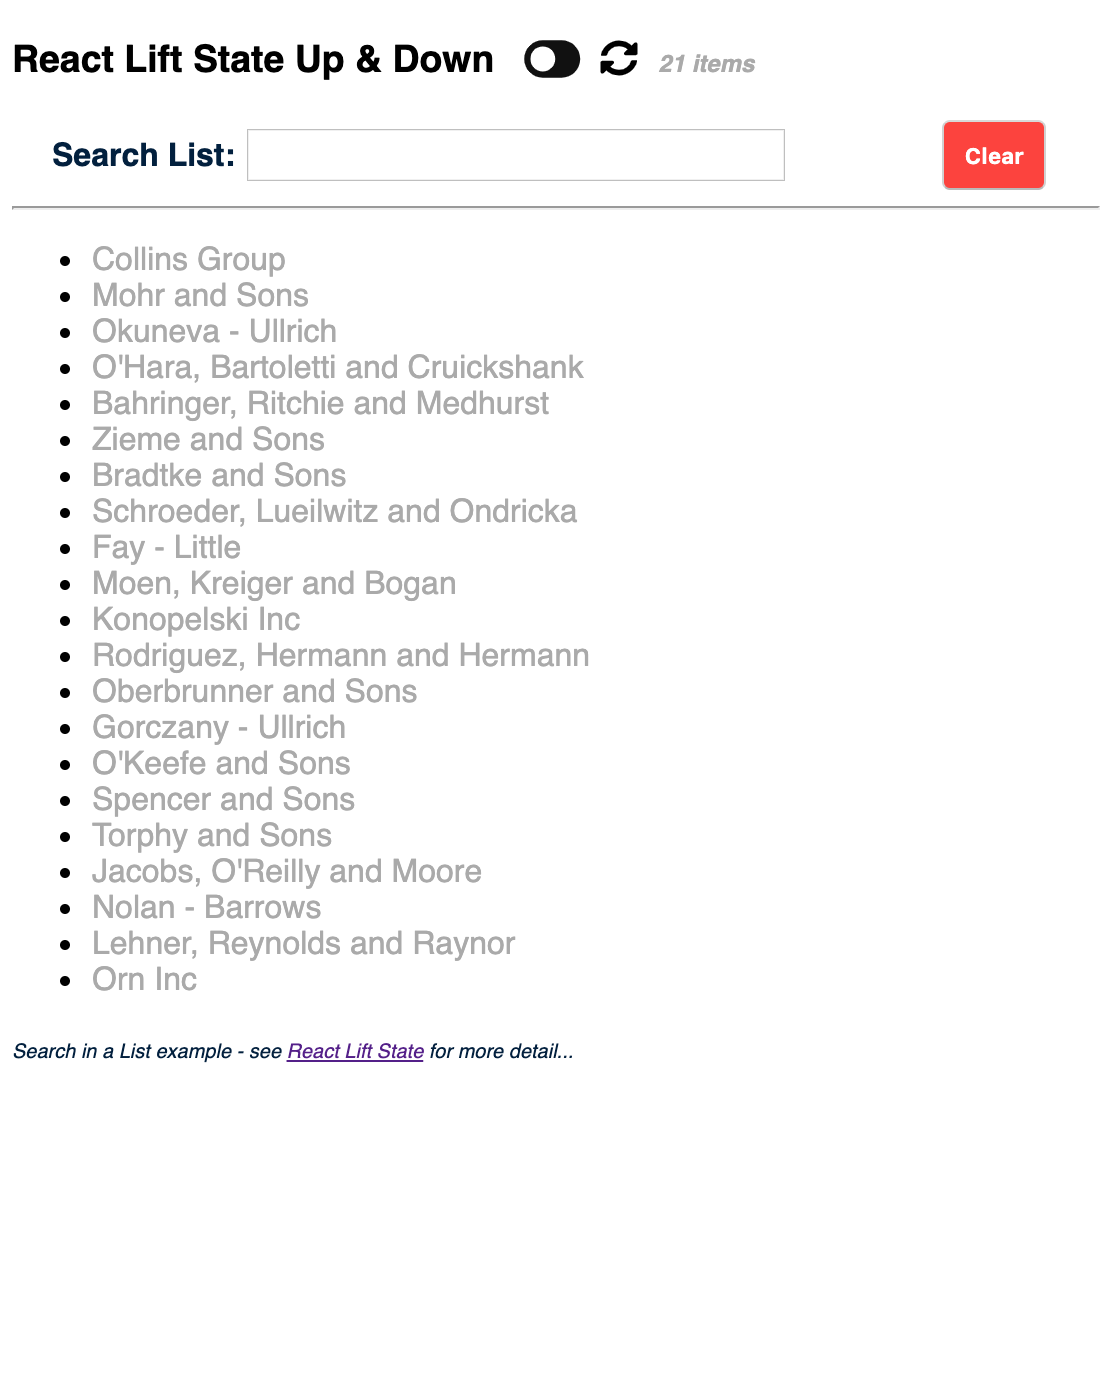 React Lift State Up & Down 21 items
Search List: Clear
Collins Group
Mohr and Sons
Okuneva - Ullrich
O'Hara, Bartoletti and Cruickshank
Bahringer, Ritchie and Medhurst
Zieme and Sons
Bradtke and Sons
Schroeder, Lueilwitz and Ondricka
Fay - Little
Moen, Kreiger and Bogan
Konopelski Inc
Rodriguez, Hermann and Hermann
Oberbrunner and Sons
Gorczany - Ullrich
O'Keefe and Sons
Spencer and Sons
Torphy and Sons
Jacobs, O'Reilly and Moore
Nolan - Barrows
Lehner, Reynolds and Raynor
Orn Inc
Search in a List example - see React Lift State for more detail...